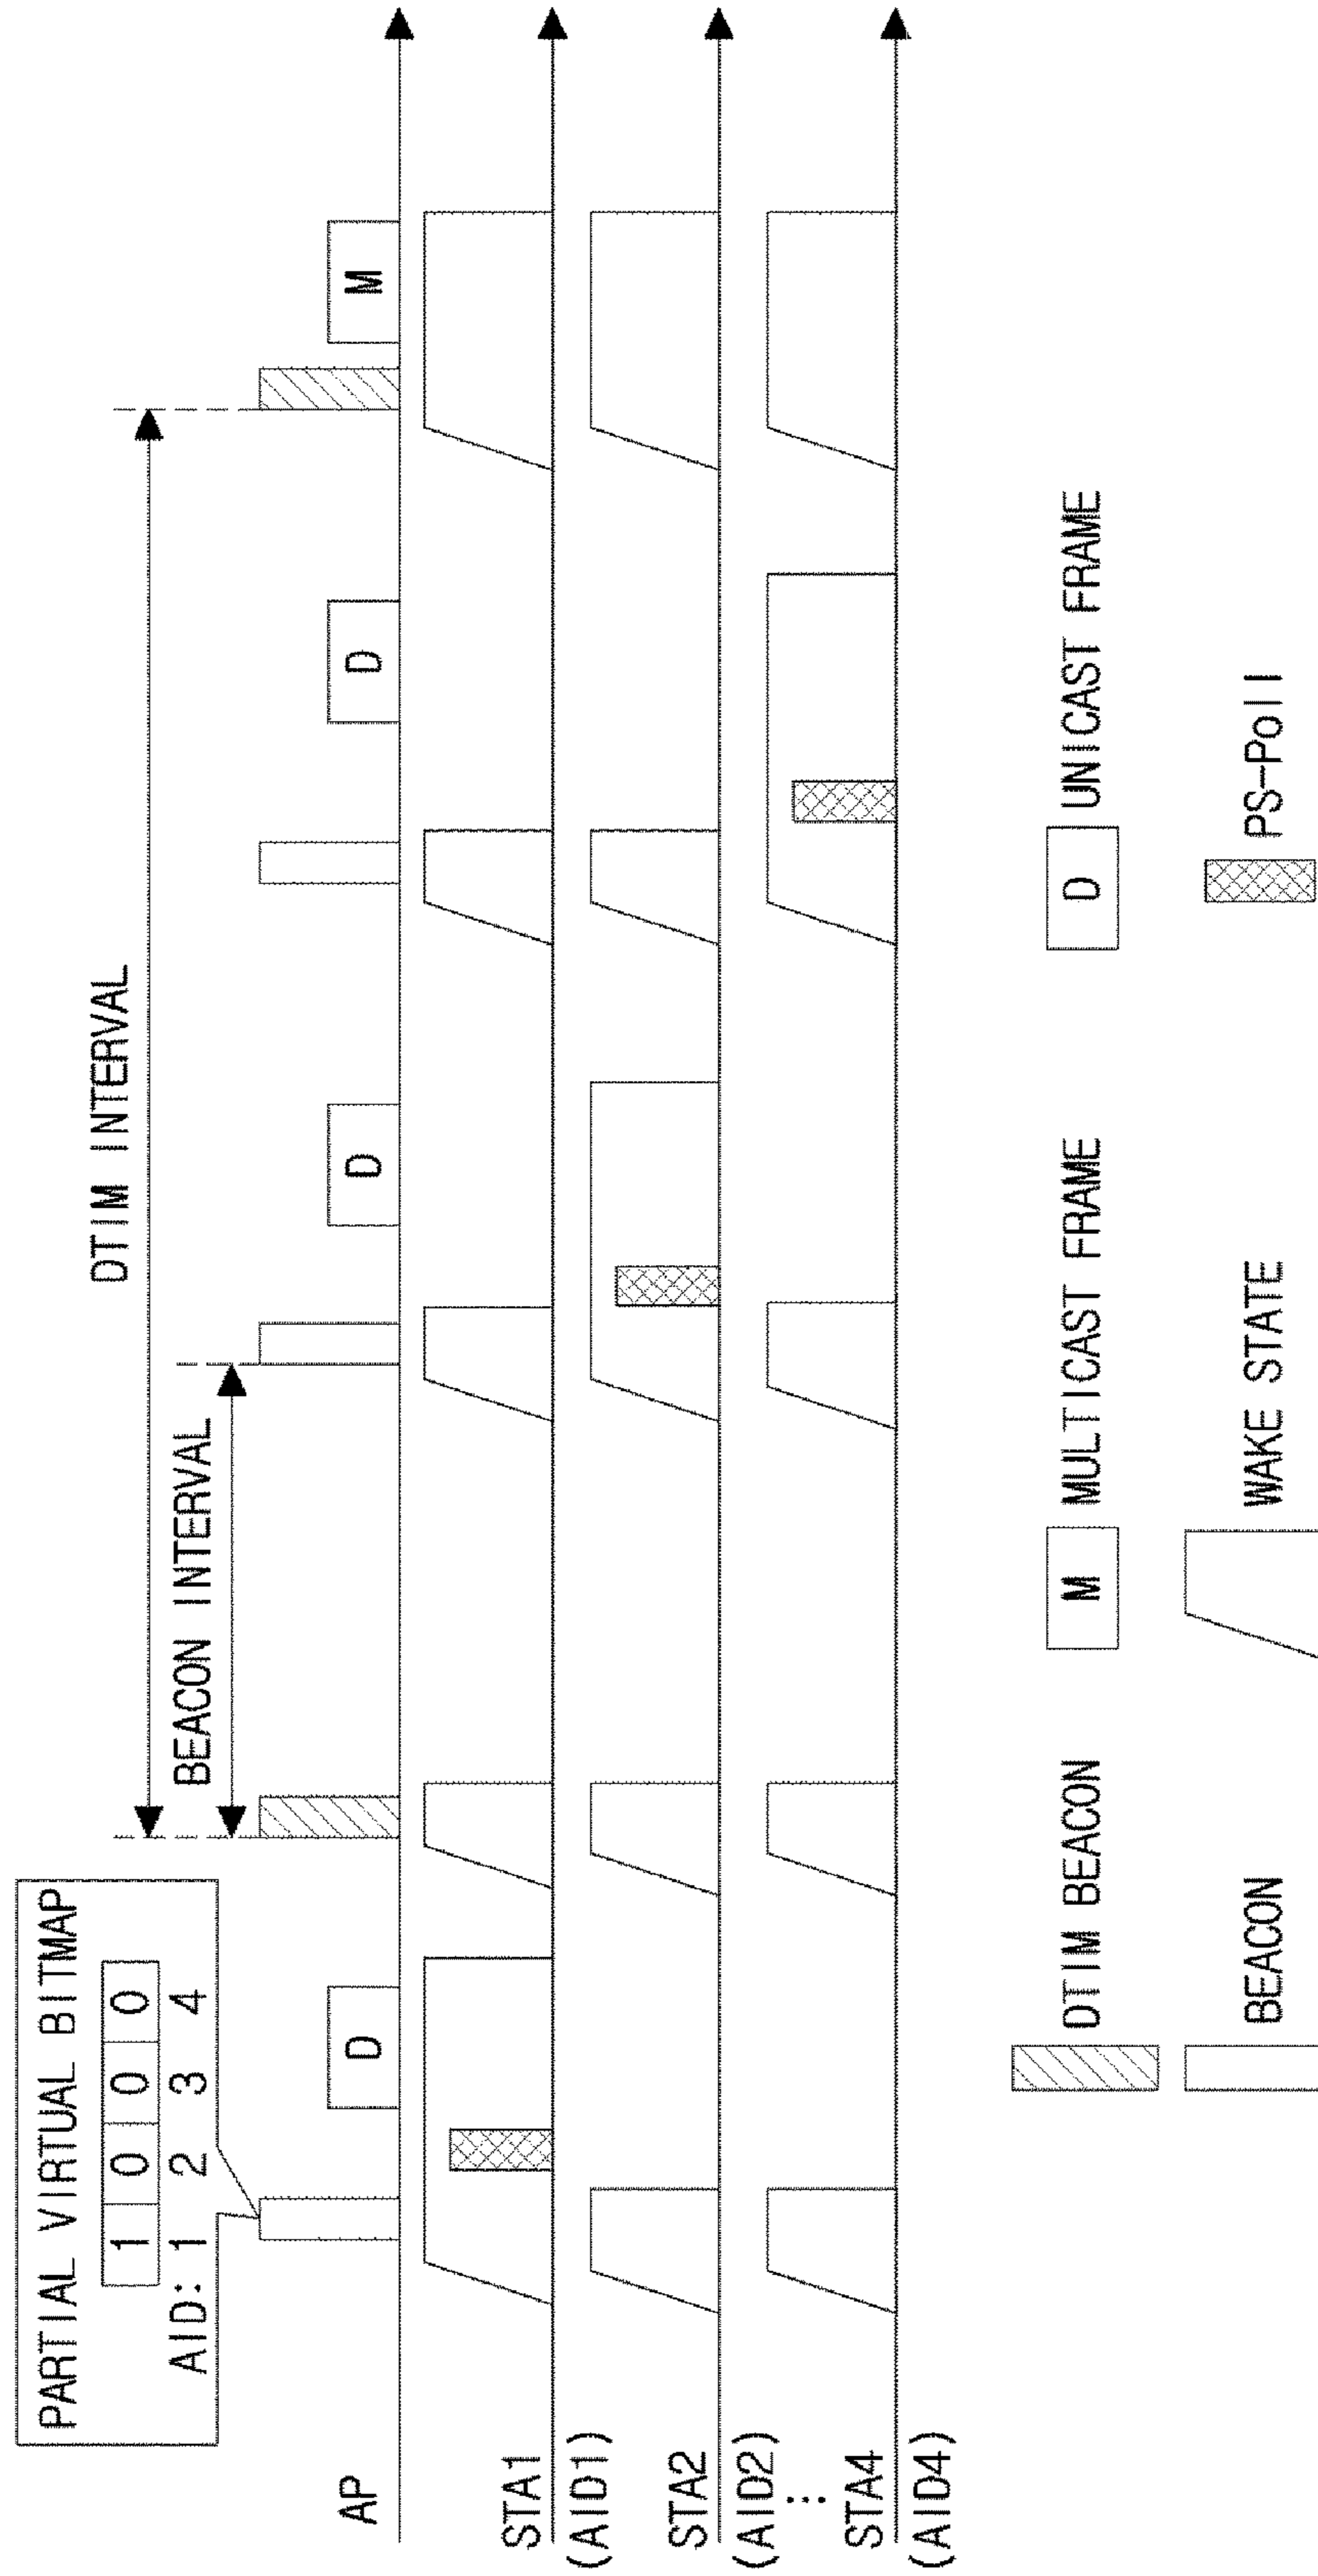 PARTIAL VIRTUAL BITMAP
1 0 0 0
AID: 1 2 3 4
DTIM INTERVAL
BEACON INTERVAL
AP
D
D
D
M
STA1
(AID1)
STA2
(AID2)
⋮
STA4
(AID4)
DTIM BEACON
M MULTICAST FRAME
D UNICAST FRAME
BEACON
WAKE STATE
PS-Poll